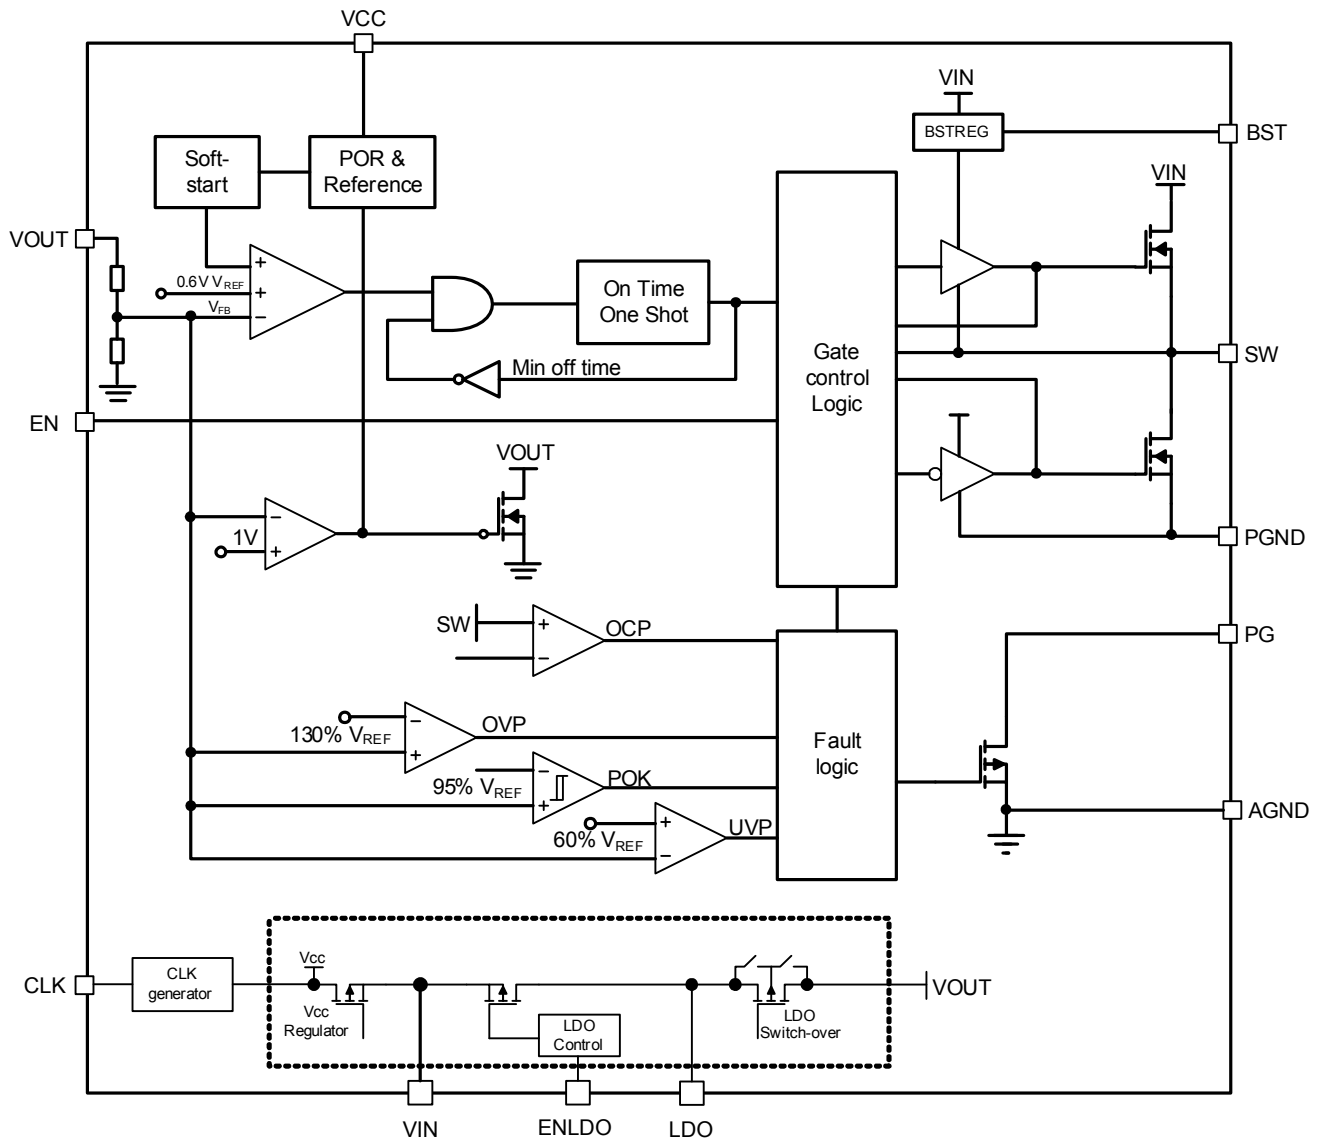 VCC
VIN
BSTREG
BST
Soft-
start
POR &
Reference
VIN
VOUT
0.6V VREF
VFB
+
+
−
On Time
One Shot
Min off time
Gate
control
Logic
SW
EN
VOUT
1V
−
+
PGND
SW
+
−
OCP
PG
130% VREF
−
+
OVP
Fault
logic
95% VREF
−
+
POK
60% VREF
+
−
UVP
AGND
CLK
CLK
generator
Vcc
Vcc
Regulator
LDO
Control
LDO
Switch-over
VOUT
VIN
ENLDO
LDO